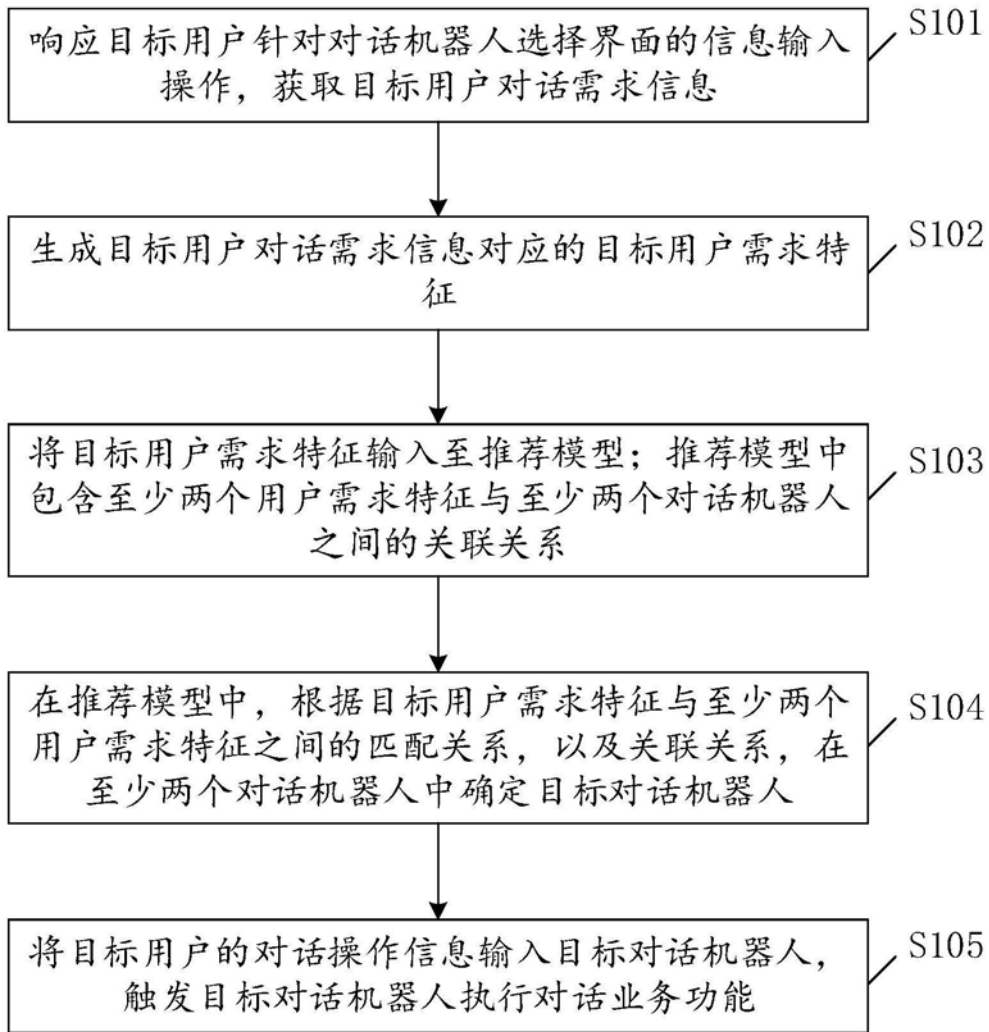 响应目标用户针对对话机器人选择界面的信息输入
操作，获取目标用户对话需求信息
S101
生成目标用户对话需求信息对应的目标用户需求特
征
S102
将目标用户需求特征输入至推荐模型；推荐模型中
包含至少两个用户需求特征与至少两个对话机器人
之间的关联关系
S103
在推荐模型中，根据目标用户需求特征与至少两个
用户需求特征之间的匹配关系，以及关联关系，在
至少两个对话机器人中确定目标对话机器人
S104
将目标用户的对话操作信息输入目标对话机器人，
触发目标对话机器人执行对话业务功能
S105